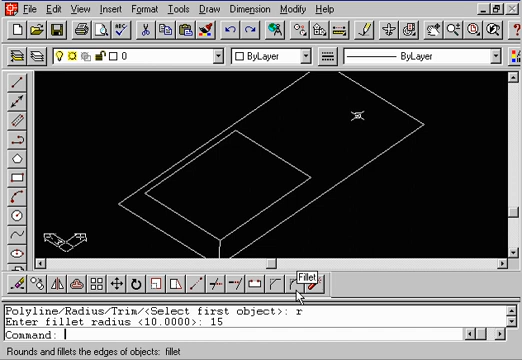 File Edit View Insert Format Tools Draw Dimension Modify Help
ABC
0
ByLayer
ByLayer
Fillet
Polyline/Radius/Trim/<Select first object>: r
Enter fillet radius <10.0000>: 15
Command:
Rounds and fillets the edges of objects: fillet